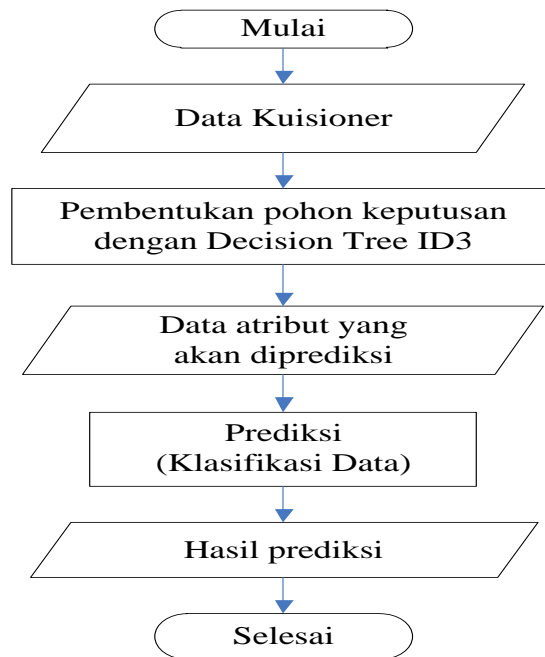 Mulai
Data Kuisioner
Pembentukan pohon keputusan
dengan Decision Tree ID3
Data atribut yang
akan diprediksi
Prediksi
(Klasifikasi Data)
Hasil prediksi
Selesai